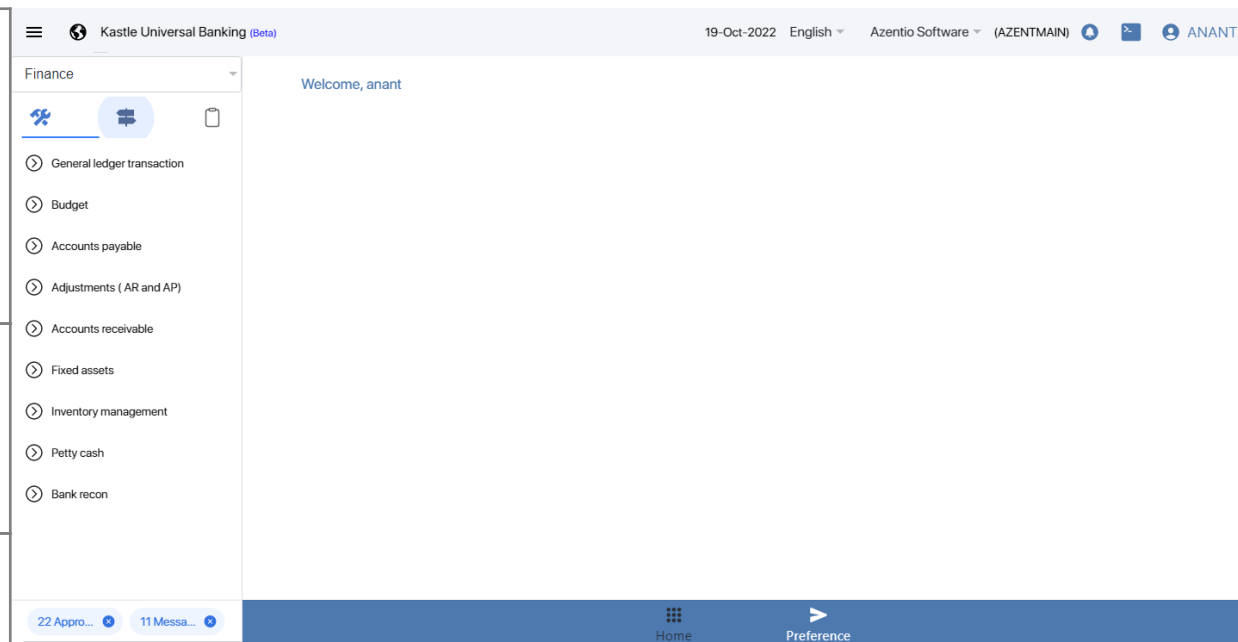 Kastle Universal Banking (Beta)
19-Oct-2022 English Azentio Software (AZENTMAIN) ANANT
Finance
Welcome, anant
General ledger transaction
Budget
Accounts payable
Adjustments ( AR and AP)
Accounts receivable
Fixed assets
Inventory management
Petty cash
Bank recon
22 Appro... 11 Messa...
Home Preference